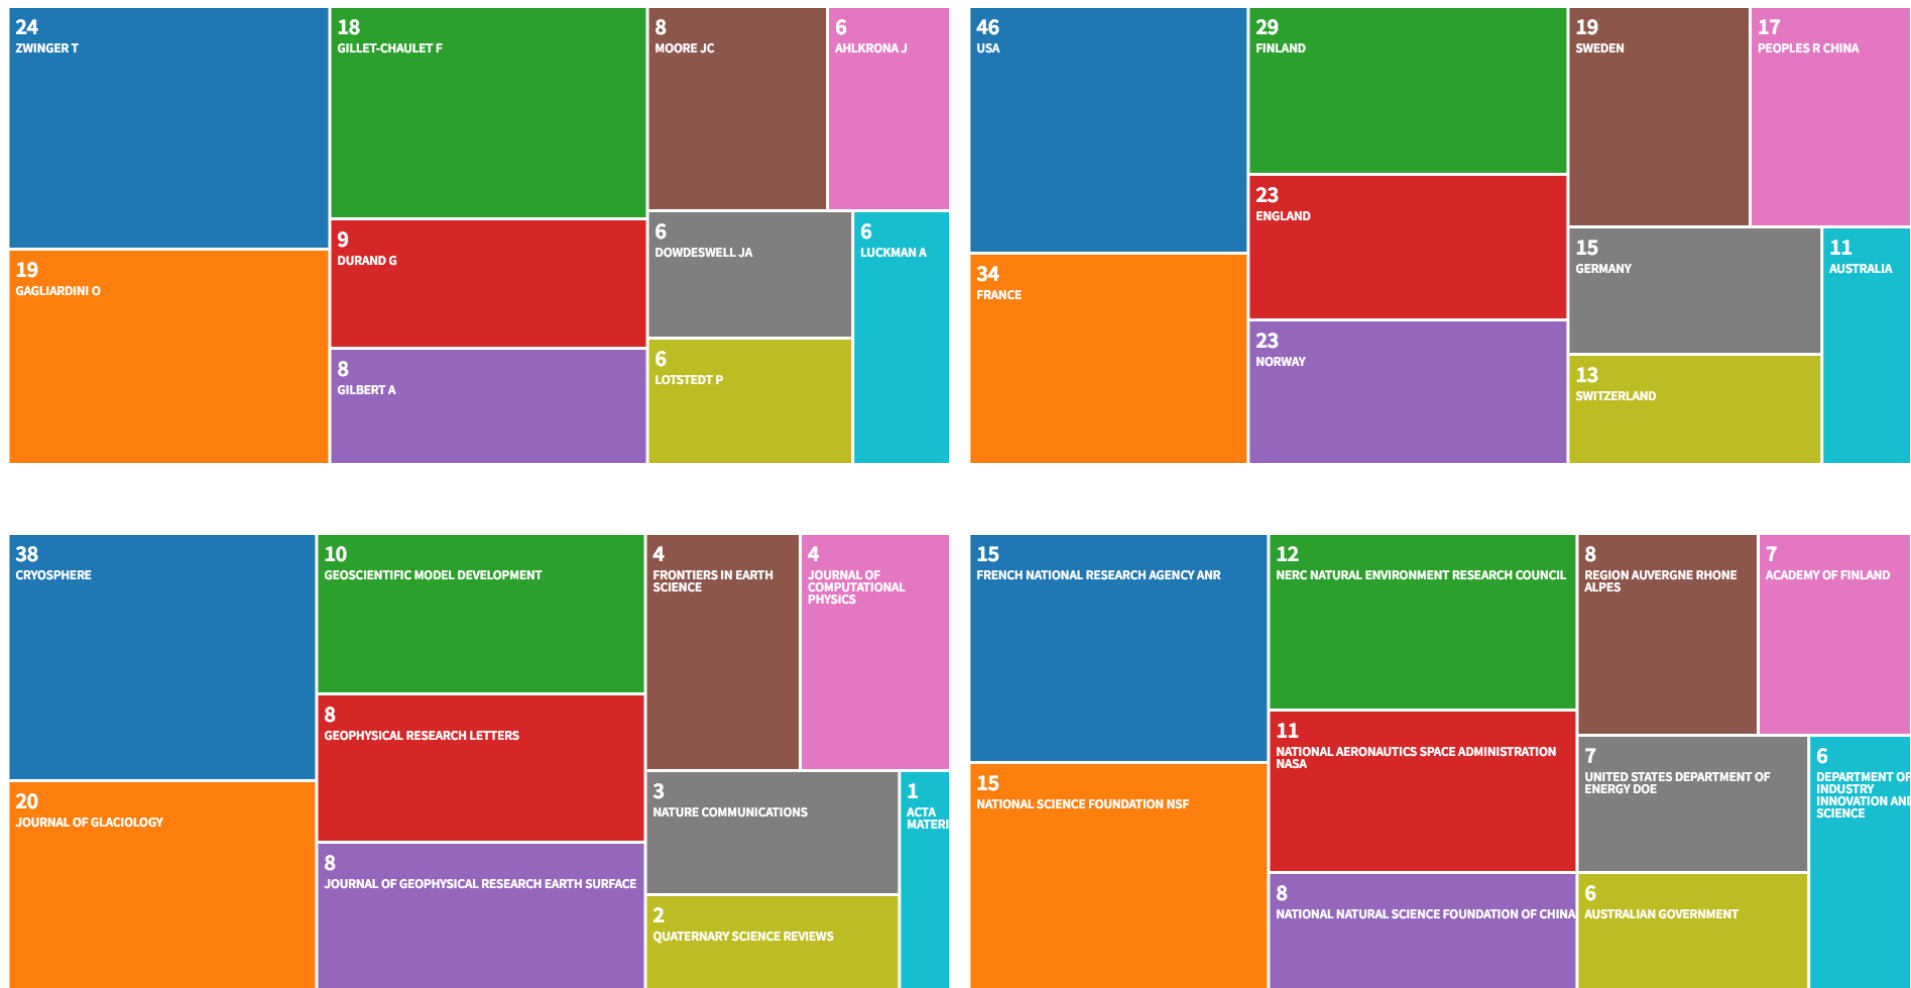 24
ZWINGER T
19
GAGLIARDINI O
18
GILLET-CHAULET F
9
DURAND G
8
GILBERT A
8
MOORE JC
6
AHLKRONA J
6
DOWDESWELL JA
6
LOTSTEDT P
6
LUCKMAN A
46
USA
34
FRANCE
29
FINLAND
23
ENGLAND
23
NORWAY
19
SWEDEN
17
PEOPLES R CHINA
15
GERMANY
13
SWITZERLAND
11
AUSTRALIA
38
CRYOSPHERE
20
JOURNAL OF GLACIOLOGY
10
GEOSCIENTIFIC MODEL DEVELOPMENT
8
GEOPHYSICAL RESEARCH LETTERS
8
JOURNAL OF GEOPHYSICAL RESEARCH EARTH SURFACE
4
FRONTIERS IN EARTH
SCIENCE
4
JOURNAL OF
COMPUTATIONAL
PHYSICS
3
NATURE COMMUNICATIONS
2
QUATERNARY SCIENCE REVIEWS
1
ACTA
MATERI
15
FRENCH NATIONAL RESEARCH AGENCY ANR
15
NATIONAL SCIENCE FOUNDATION NSF
12
NERC NATURAL ENVIRONMENT RESEARCH COUNCIL
11
NATIONAL AERONAUTICS SPACE ADMINISTRATION
NASA
8
NATIONAL NATURAL SCIENCE FOUNDATION OF CHINA
8
REGION AUVERGNE RHONE
ALPES
7
ACADEMY OF FINLAND
7
UNITED STATES DEPARTMENT OF
ENERGY DOE
6
AUSTRALIAN GOVERNMENT
6
DEPARTMENT OF
INDUSTRY
INNOVATION AND
SCIENCE